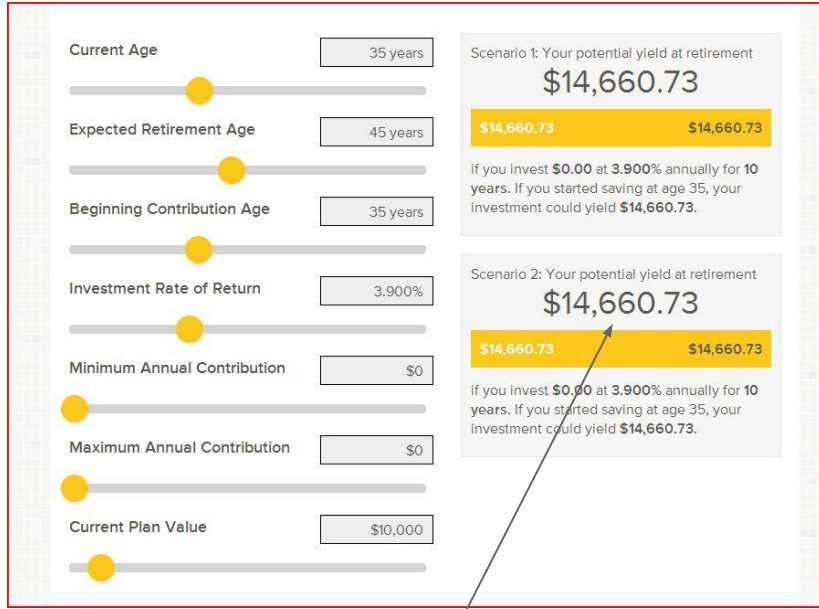 Current Age
35 years
Expected Retirement Age
45 years
Beginning Contribution Age
35 years
Investment Rate of Return
3.900%
Minimum Annual Contribution
$0
Maximum Annual Contribution
$0
Current Plan Value
$10,000
Scenario 1: Your potential yield at retirement
$14,660.73
$14,660.73 $14,660.73
if you invest $0.00 at 3.900% annually for 10
years. If you started saving at age 35, your
investment could yield $14,660.73.
Scenario 2: Your potential yield at retirement
$14,660.73
$14,660.73 $14,660.73
if you invest $0.00 at 3.900% annually for 10
years. If you started saving at age 35, your
investment could yield $14,660.73.